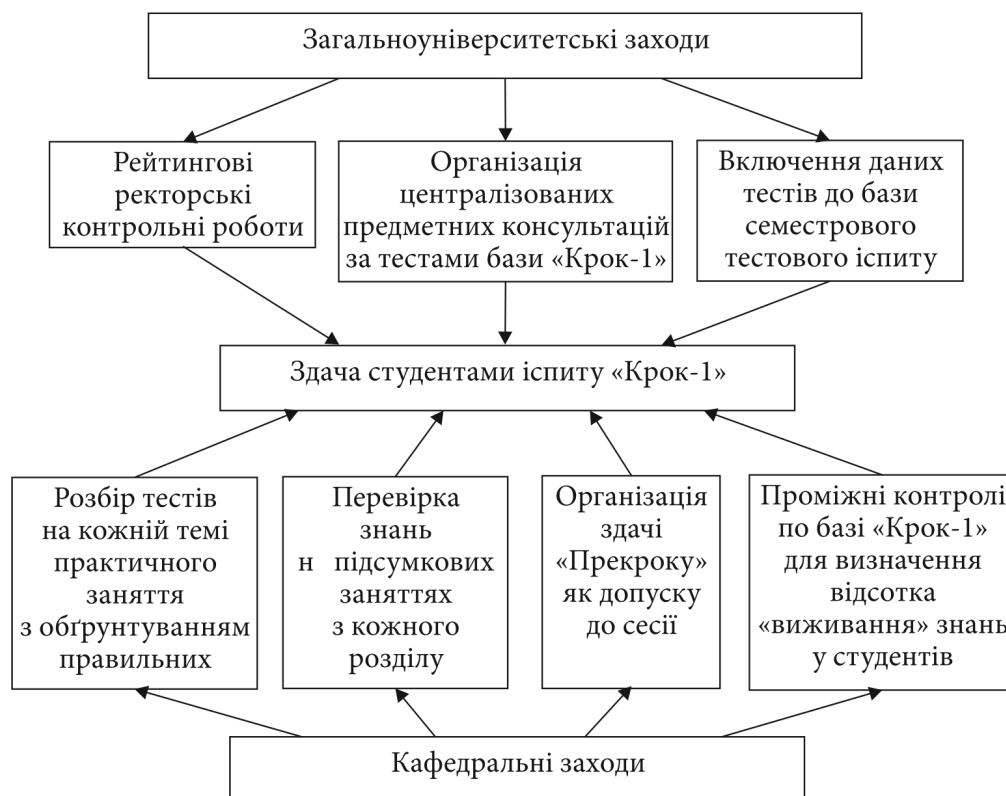 Загальноуніверситетські заходи
Рейтингові
ректорські
контрольні роботи
Організація
централізованих
предметних консультацій
за тестами бази «Крок-1»
Включення даних
тестів до бази
семестрового
тестового іспиту
Здача студентами іспиту «Крок-1»
Розбір тестів
на кожній темі
практичного
заняття
з обґрунтуванням
правильних
Перевірка
знань
н підсумкових
заняттях
з кожного
розділу
Організація
здачі
«Прекроку»
як допуску
до сесії
Проміжні контролі
по базі «Крок-1»
для визначення
відсотка
«виживання» знань
у студентів
Кафедральні заходи